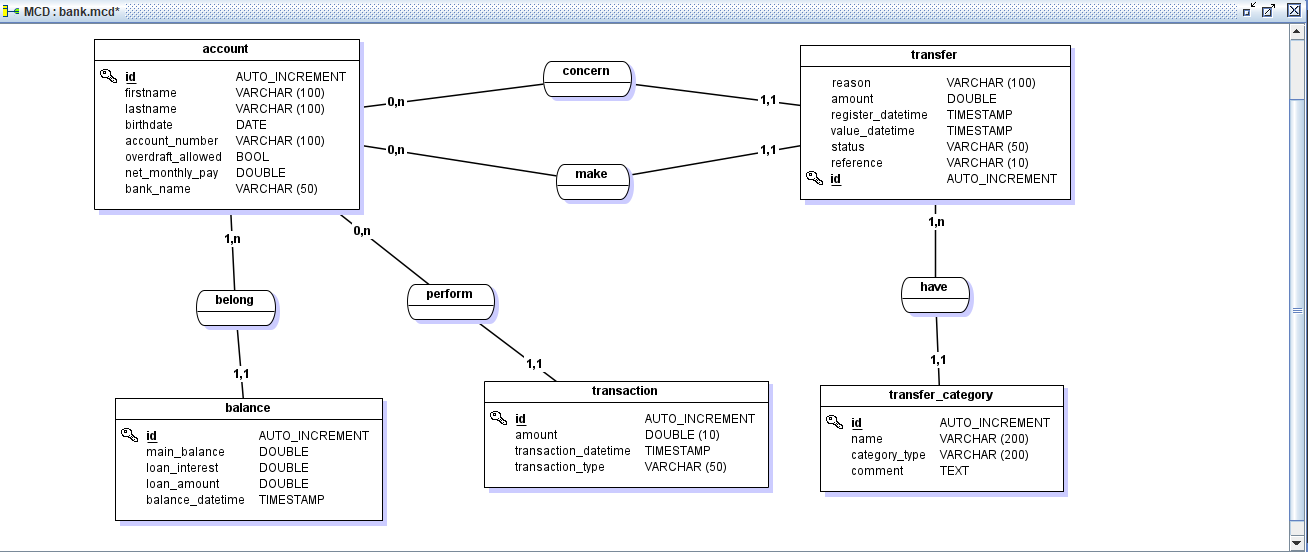 MCD : bank.mcd*
account
id AUTO_INCREMENT
firstname VARCHAR (100)
lastname VARCHAR (100)
birthdate DATE
account_number VARCHAR (100)
overdraft_allowed BOOL
net_monthly_pay DOUBLE
bank_name VARCHAR (50)
0,n
concern
1,1
0,n
make
1,1
transfer
reason VARCHAR (100)
amount DOUBLE
register_datetime TIMESTAMP
value_datetime TIMESTAMP
status VARCHAR (50)
reference VARCHAR (10)
id AUTO_INCREMENT
1,n
belong
1,1
0,n
perform
1,1
1,n
have
1,1
balance
id AUTO_INCREMENT
main_balance DOUBLE
loan_interest DOUBLE
loan_amount DOUBLE
balance_datetime TIMESTAMP
transaction
id AUTO_INCREMENT
amount DOUBLE (10)
transaction_datetime TIMESTAMP
transaction_type VARCHAR (50)
transfer_category
id AUTO_INCREMENT
name VARCHAR (200)
category_type VARCHAR (200)
comment TEXT